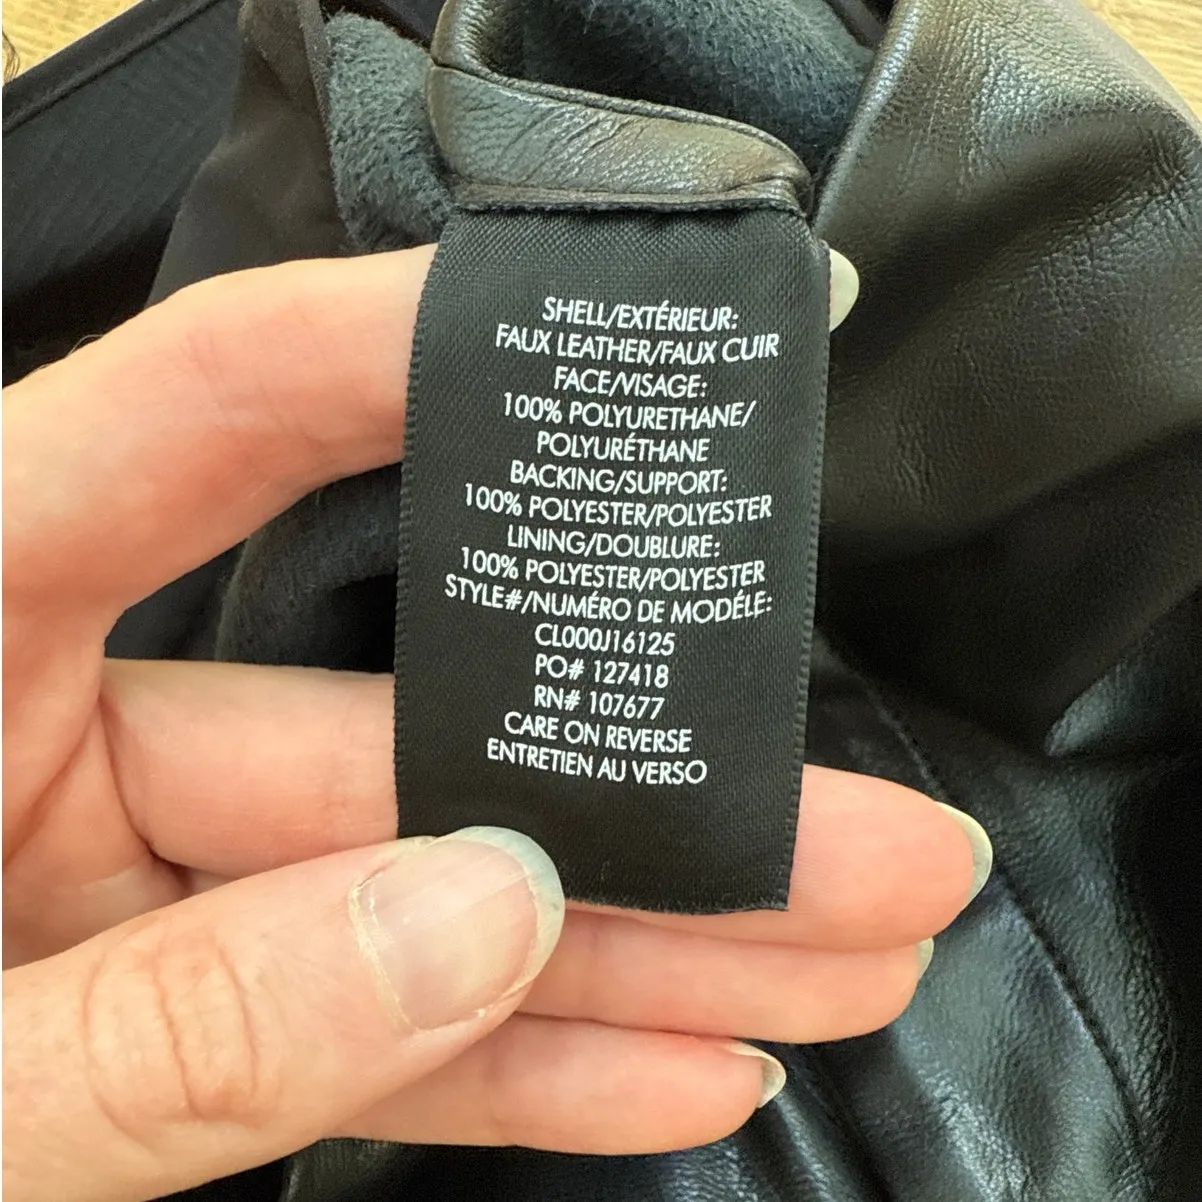 SHELL/EXTÉRIEUR:
FAUX LEATHER/FAUX CUIR
FACE/VISAGE:
100% POLYURETHANE/
POLYURÉTHANE
BACKING/SUPPORT:
100% POLYESTER/POLYESTER
LINING/DOUBLURE:
100% POLYESTER/POLYESTER
STYLE#/NUMÉRO DE MODÉLE:
CL000J16125
PO# 127418
RN# 107677
CARE ON REVERSE
ENTRETIEN AU VERSO